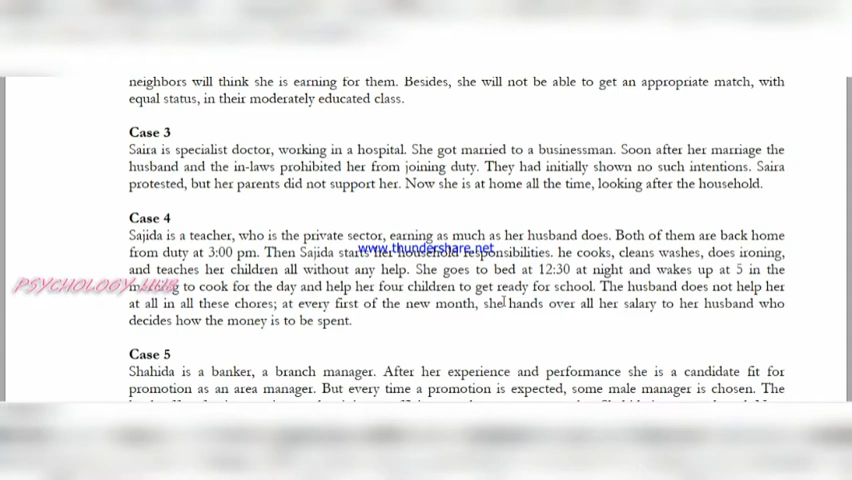 neighbors will think she is earning for them. Besides, she will not be able to get an appropriate match, with
equal status, in their moderately educated class.
Case 3
Saira is specialist doctor, working in a hospital. She got married to a businessman. Soon after her marriage the
husband and the in-laws prohibited her from joining duty. They had initially shown no such intentions. Saira
protested, but her parents did not support her. Now she is at home all the time, looking after the household.
Case 4
Sajida is a teacher, who is the private sector, earning as much as her husband does. Both of them are back home
from duty at 3:00 pm. Then Sajida starts her household responsibilities. he cooks, cleans washes, does ironing,
www.thundershare.net
and teaches her children all without any help. She goes to bed at 12:30 at night and wakes up at 5 in the
PSYCHOLOGY HUB
morning to cook for the day and help her four children to get ready for school. The husband does not help her
at all in all these chores; at every first of the new month, she hands over all her salary to her husband who
decides how the money is to be spent.
Case 5
Shahida is a banker, a branch manager. After her experience and performance she is a candidate fit for
promotion as an area manager. But every time a promotion is expected, some male manager is chosen. The